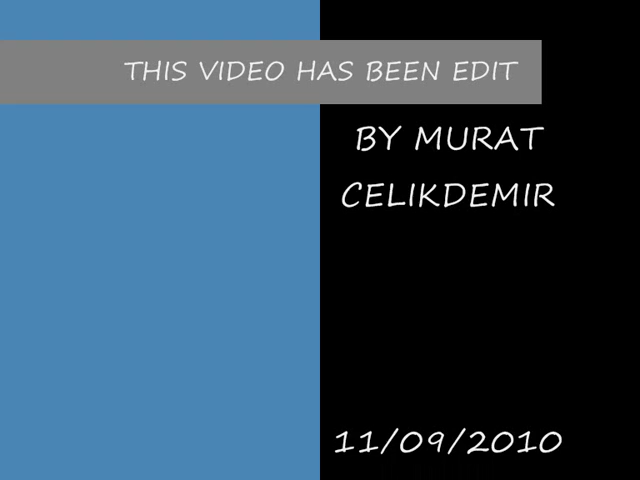 THIS VIDEO HAS BEEN EDIT
BY MURAT
CELIKDEMIR
11/09/2010